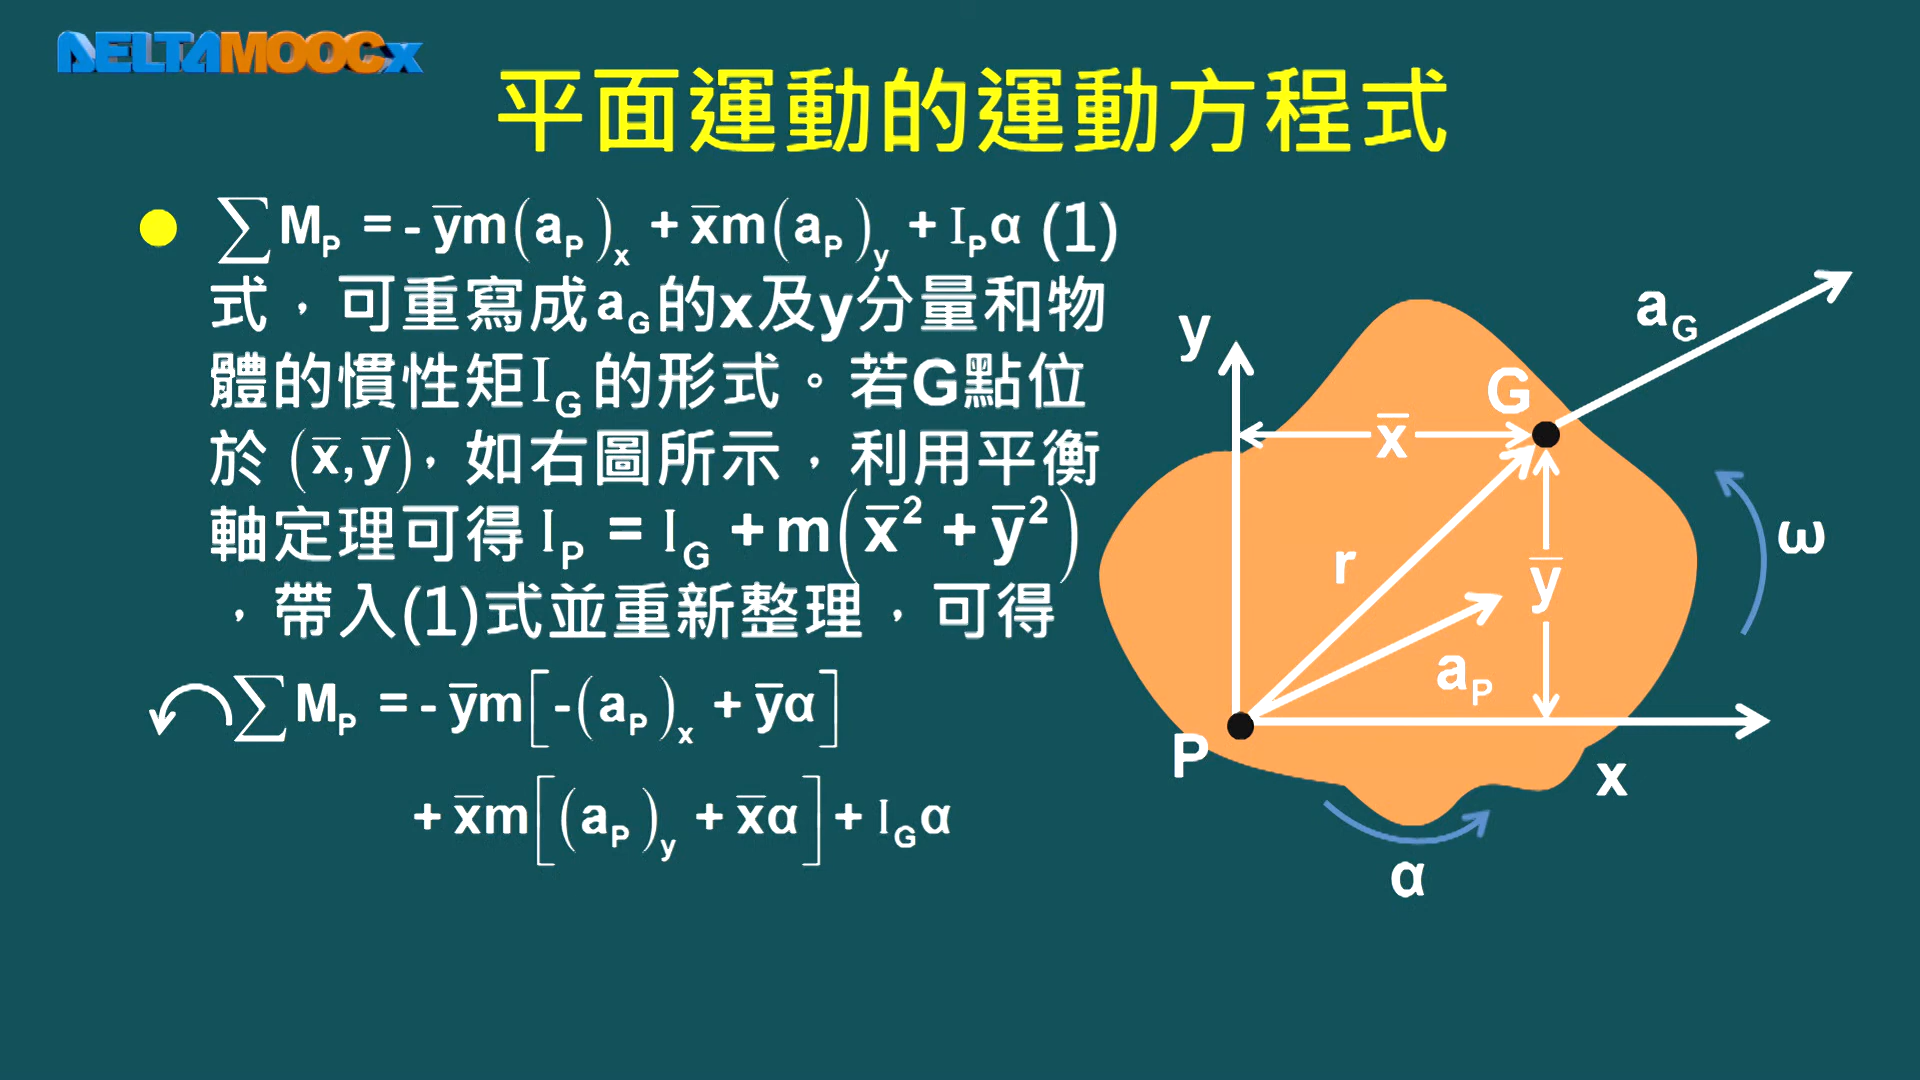 DELTAMOOCx
平面運動的運動方程式
∑M_P = - y̅m(a_P)_x + x̅m(a_P)_y + I_Pα (1)
式，可重寫成a_G的x及y分量和物
體的慣性矩I_G的形式。若G點位
於 (x̅,y̅)，如右圖所示，利用平衡
軸定理可得 I_P = I_G + m(x̅² + y̅²)
，帶入(1)式並重新整理，可得
∑M_P = - y̅m[-(a_P)_x + y̅α]
+ x̅m[(a_P)_y + x̅α] + I_Gα
a_G
y
G
x̅
ω
r
y̅
a_P
P
x
α